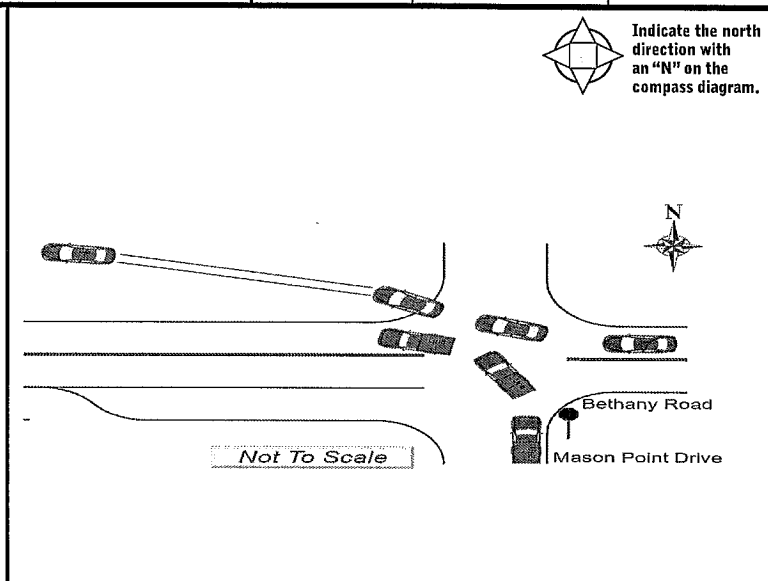 Indicate the north
direction with
an “N” on the
compass diagram.
N
Bethany Road
Not To Scale
Mason Point Drive